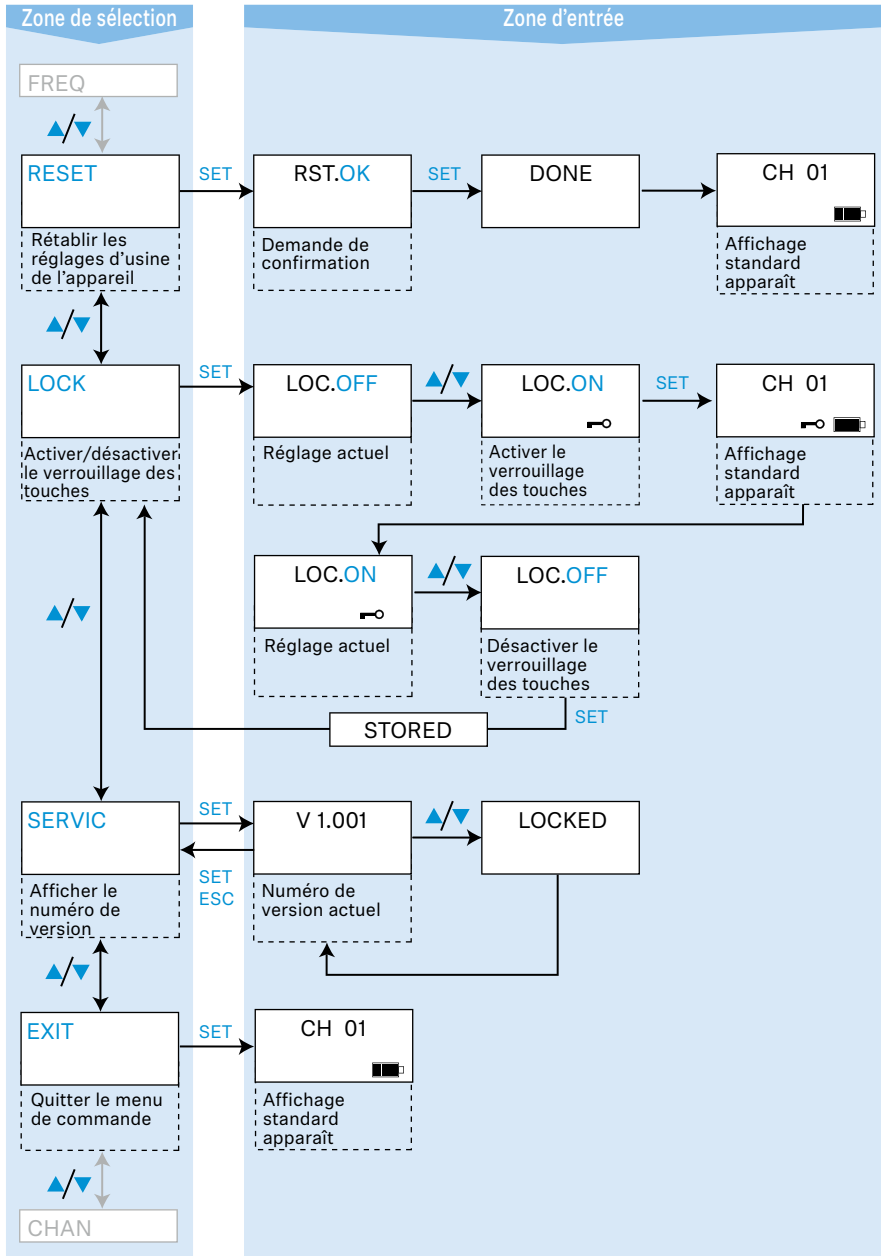 Zone de sélection
Zone d'entrée
FREQ
▲/▼
RESET
SET
RST.OK
SET
DONE
CH 01
Rétablir les
réglages d'usine
de l'appareil
Demande de
confirmation
Affichage
standard
apparaît
▲/▼
LOCK
SET
LOC.OFF
▲/▼
LOC.ON
SET
CH 01
Activer/désactiver
le verrouillage des
touches
Réglage actuel
Activer le
verrouillage
des touches
Affichage
standard
apparaît
▲/▼
LOC.ON
▲/▼
LOC.OFF
Réglage actuel
Désactiver le
verrouillage
des touches
SET
STORED
SERVIC
SET
V 1.001
▲/▼
LOCKED
SET
ESC
Afficher le
numéro de
version
Numéro de
version actuel
▲/▼
EXIT
SET
CH 01
Quitter le menu
de commande
Affichage
standard
apparaît
▲/▼
CHAN